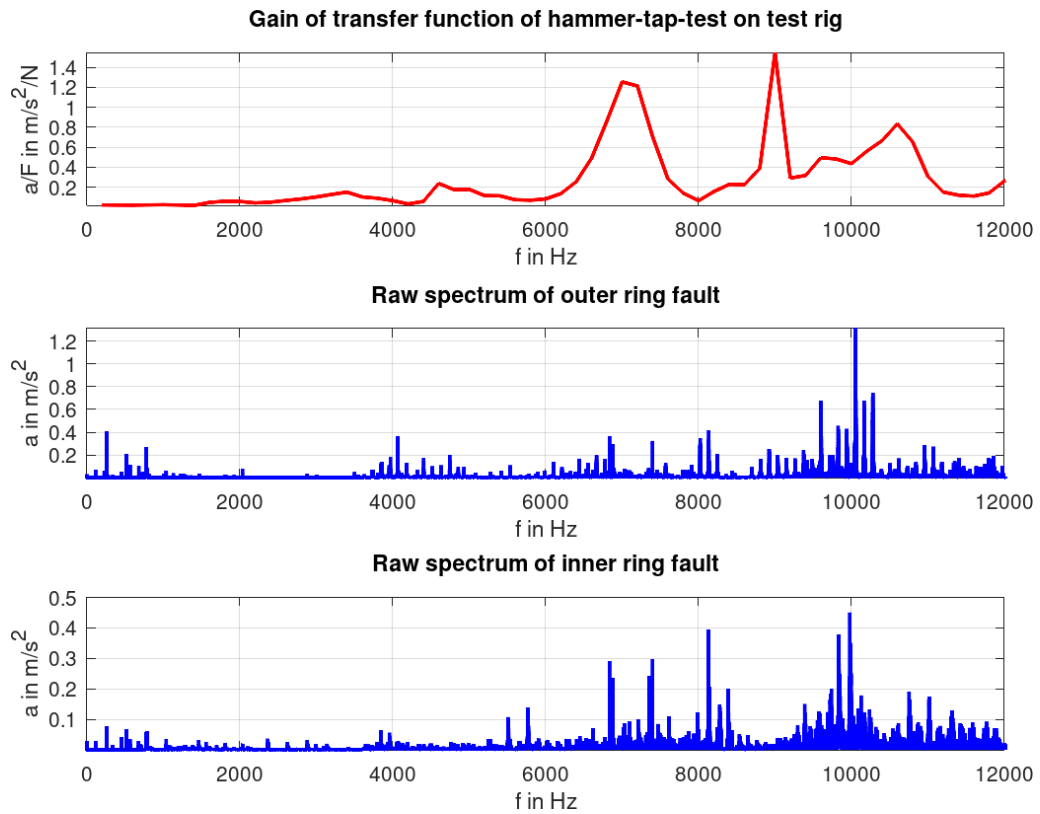 Gain of transfer function of hammer-tap-test on test rig
a/F in m/s²/N
1.4
1.2
1
0.8
0.6
0.4
0.2
0 2000 4000 6000 8000 10000 12000
f in Hz
Raw spectrum of outer ring fault
a in m/s²
1.2
1
0.8
0.6
0.4
0.2
0 2000 4000 6000 8000 10000 12000
f in Hz
Raw spectrum of inner ring fault
a in m/s²
0.5
0.4
0.3
0.2
0.1
0 2000 4000 6000 8000 10000 12000
f in Hz